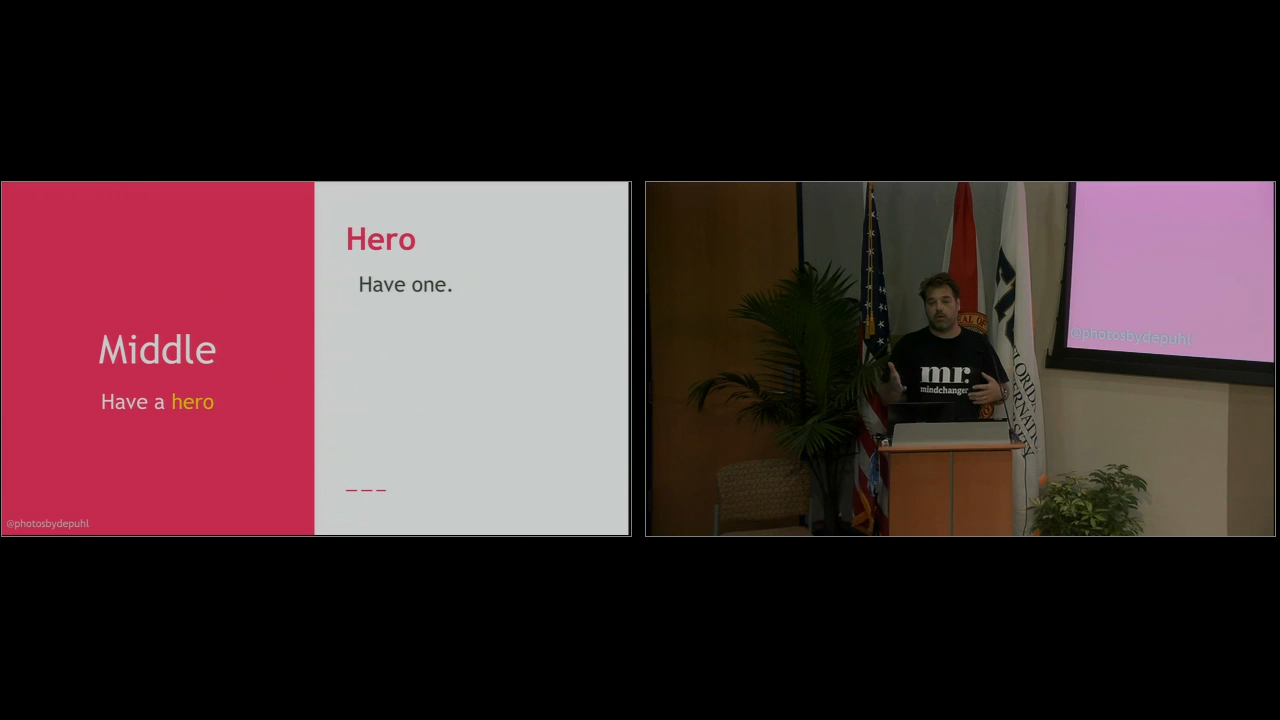 Middle
Have a hero
@photosbydepuhl
Hero
Have one.
@photosbydepuhl
mr.
mindchanger